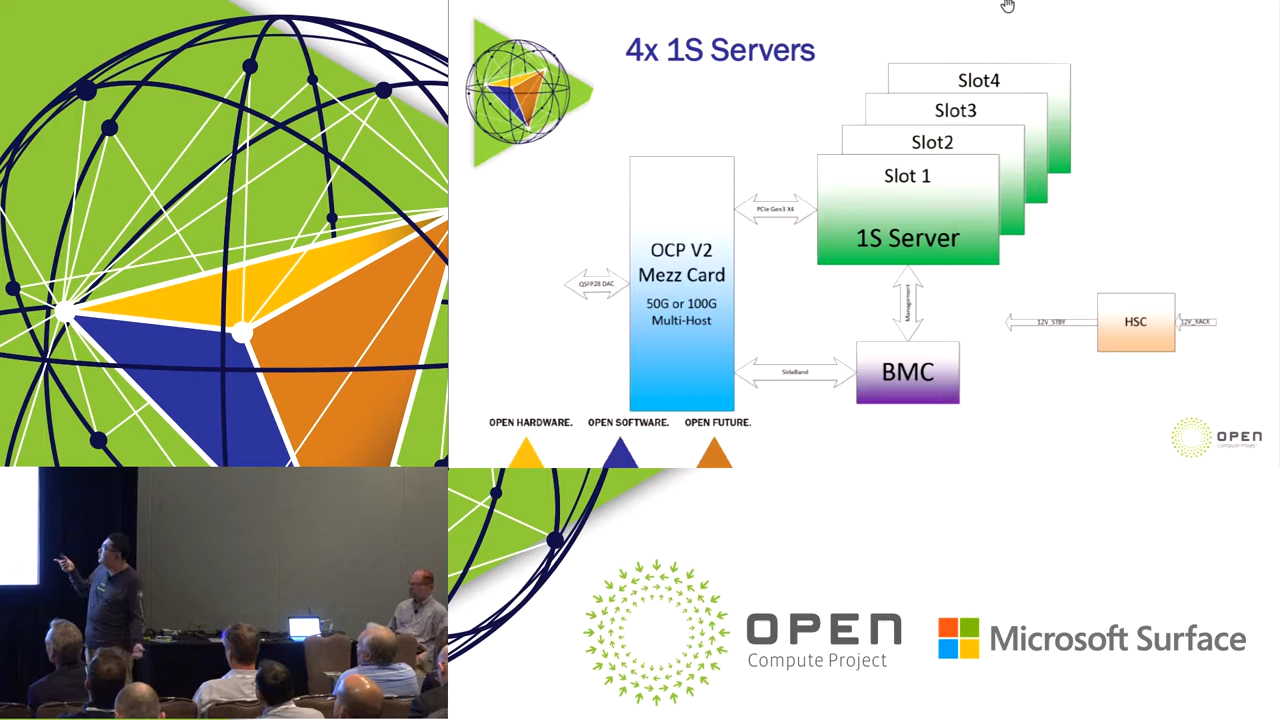 4x 1S Servers
Slot4
Slot3
Slot2
Slot 1
1S Server
PCIe Gen3 X4
OCP V2
Mezz Card
50G or 100G
Multi-Host
QSFP28 DAC
Management
12V_STBY
HSC
12V_RACK
SideBand
BMC
OPEN HARDWARE. OPEN SOFTWARE. OPEN FUTURE.
OPEN
Compute Project
OPEN
Compute Project
Microsoft Surface